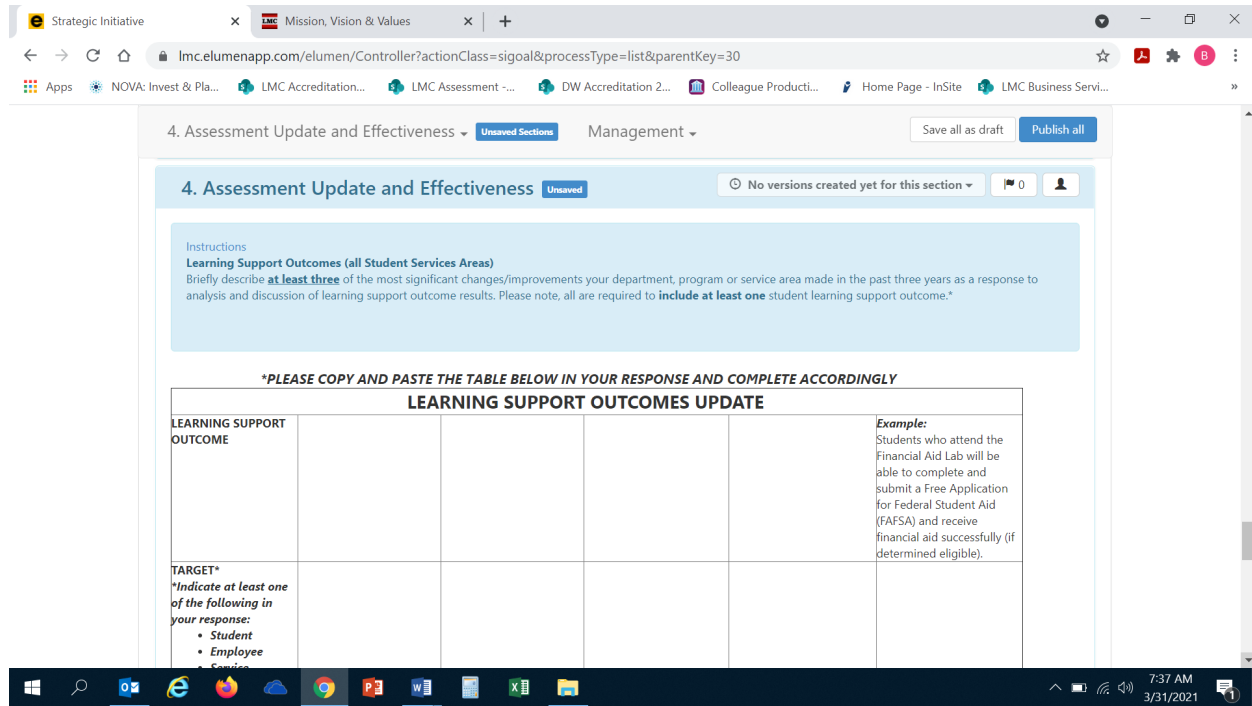 Strategic Initiative
LMC Mission, Vision & Values
lmc.elumenapp.com/elumen/Controller?actionClass=sigoal&processType=list&parentKey=30
B
Apps NOVA: Invest & Pla... LMC Accreditation... LMC Assessment -... DW Accreditation 2... Colleague Producti... Home Page - InSite LMC Business Servi... »
4. Assessment Update and Effectiveness Unsaved Sections Management Save all as draft Publish all
4. Assessment Update and Effectiveness Unsaved No versions created yet for this section 0
Instructions
Learning Support Outcomes (all Student Services Areas)
Briefly describe at least three of the most significant changes/improvements your department, program or service area made in the past three years as a response to
analysis and discussion of learning support outcome results. Please note, all are required to include at least one student learning support outcome.*
*PLEASE COPY AND PASTE THE TABLE BELOW IN YOUR RESPONSE AND COMPLETE ACCORDINGLY
LEARNING SUPPORT OUTCOMES UPDATE
LEARNING SUPPORT
OUTCOME
Example:
Students who attend the
Financial Aid Lab will be
able to complete and
submit a Free Application
for Federal Student Aid
(FAFSA) and receive
financial aid successfully (if
determined eligible).
TARGET*
*Indicate at least one
of the following in
your response:
• Student
• Employee
• Service
7:37 AM
3/31/2021
1